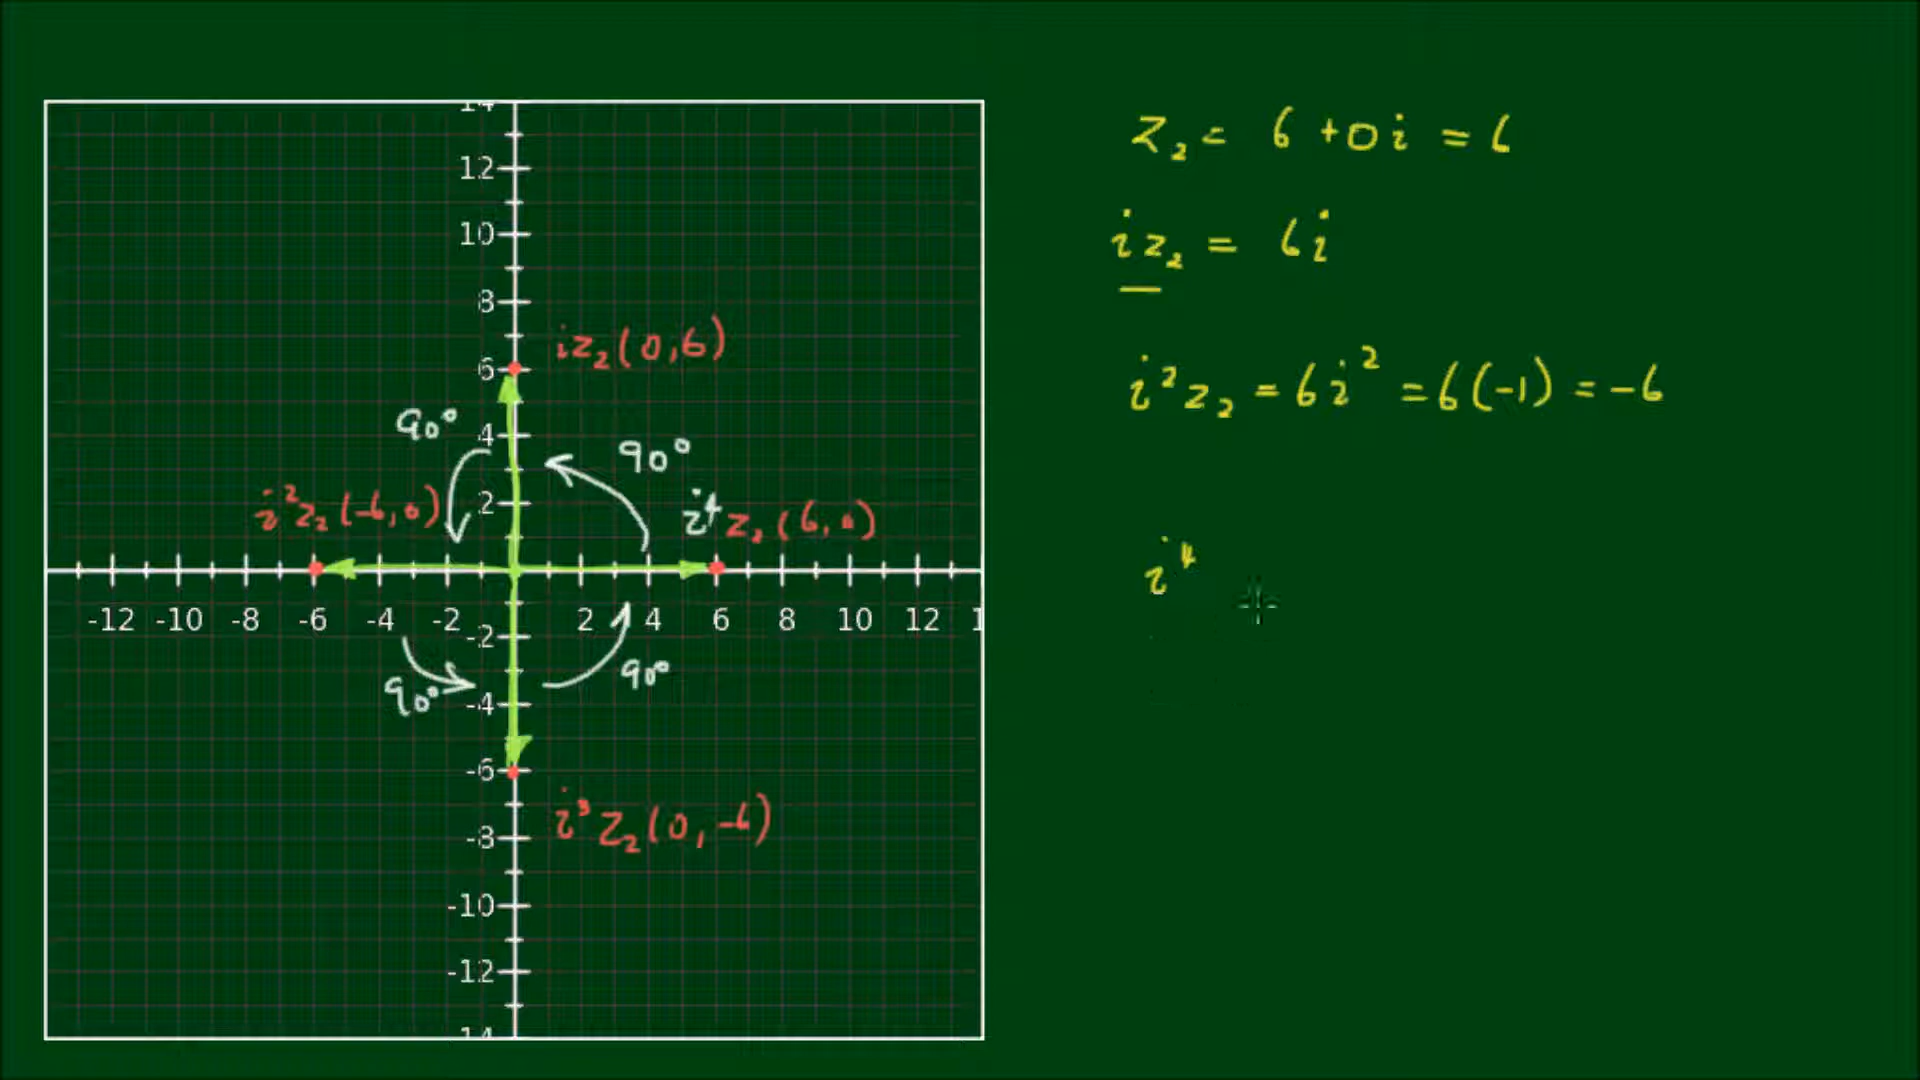 14
12
10
8
iz₂(0,6)
6
90°
4
90°
i²z₂(-6,0)
2
i⁴z₂(6,0)
-12 -10 -8 -6 -4 -2 2 4 6 8 10 12 1
-2
90°
90°
-4
-6
i³z₂(0,-6)
-8
-10
-12
14
z₂ = 6 + 0i = 6
iz₂ = 6i
i²z₂ = 6i² = 6(-1) = -6
i⁴